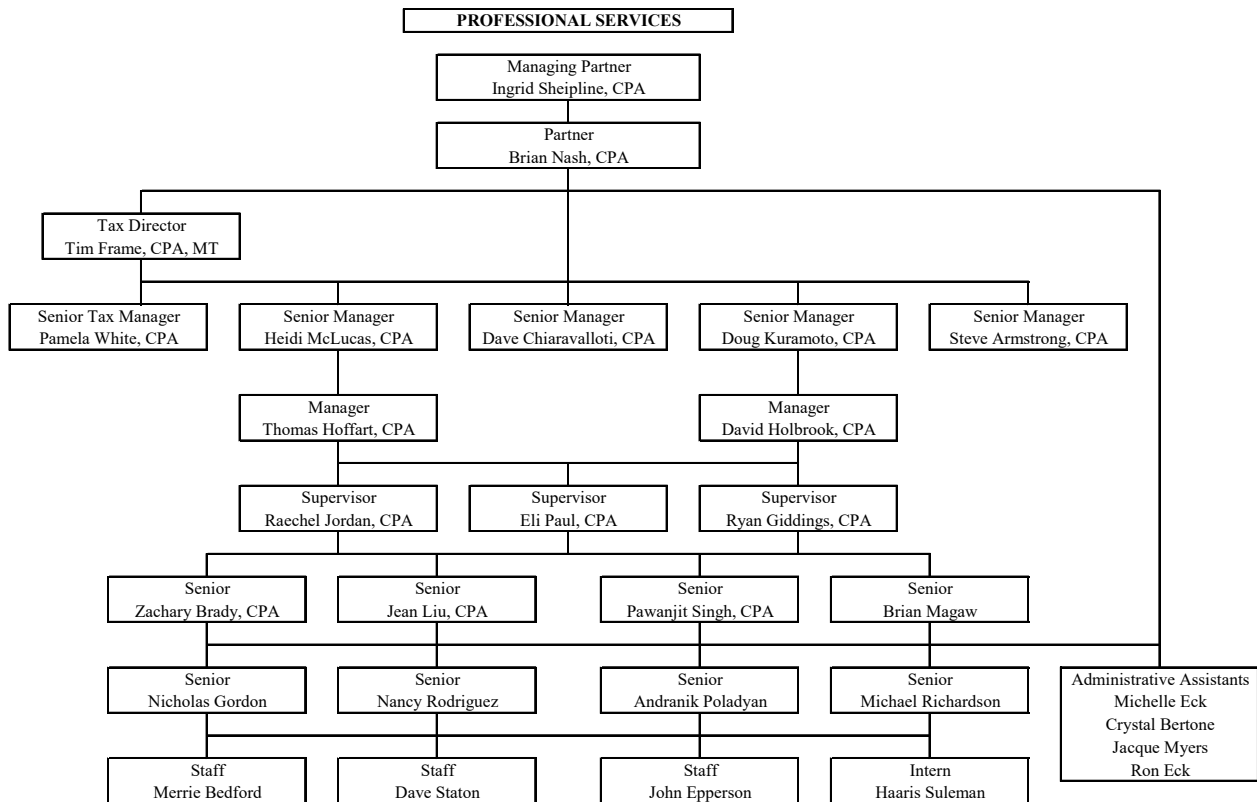 PROFESSIONAL SERVICES
Managing Partner
Ingrid Sheipline, CPA
Partner
Brian Nash, CPA
Tax Director
Tim Frame, CPA, MT
Senior Tax Manager
Pamela White, CPA
Senior Manager
Heidi McLucas, CPA
Senior Manager
Dave Chiaravalloti, CPA
Senior Manager
Doug Kuramoto, CPA
Senior Manager
Steve Armstrong, CPA
Manager
Thomas Hoffart, CPA
Manager
David Holbrook, CPA
Supervisor
Raechel Jordan, CPA
Supervisor
Eli Paul, CPA
Supervisor
Ryan Giddings, CPA
Senior
Zachary Brady, CPA
Senior
Jean Liu, CPA
Senior
Pawanjit Singh, CPA
Senior
Brian Magaw
Senior
Nicholas Gordon
Senior
Nancy Rodriguez
Senior
Andranik Poladyan
Senior
Michael Richardson
Administrative Assistants
Michelle Eck
Crystal Bertone
Jacque Myers
Ron Eck
Staff
Merrie Bedford
Staff
Dave Staton
Staff
John Epperson
Intern
Haaris Suleman